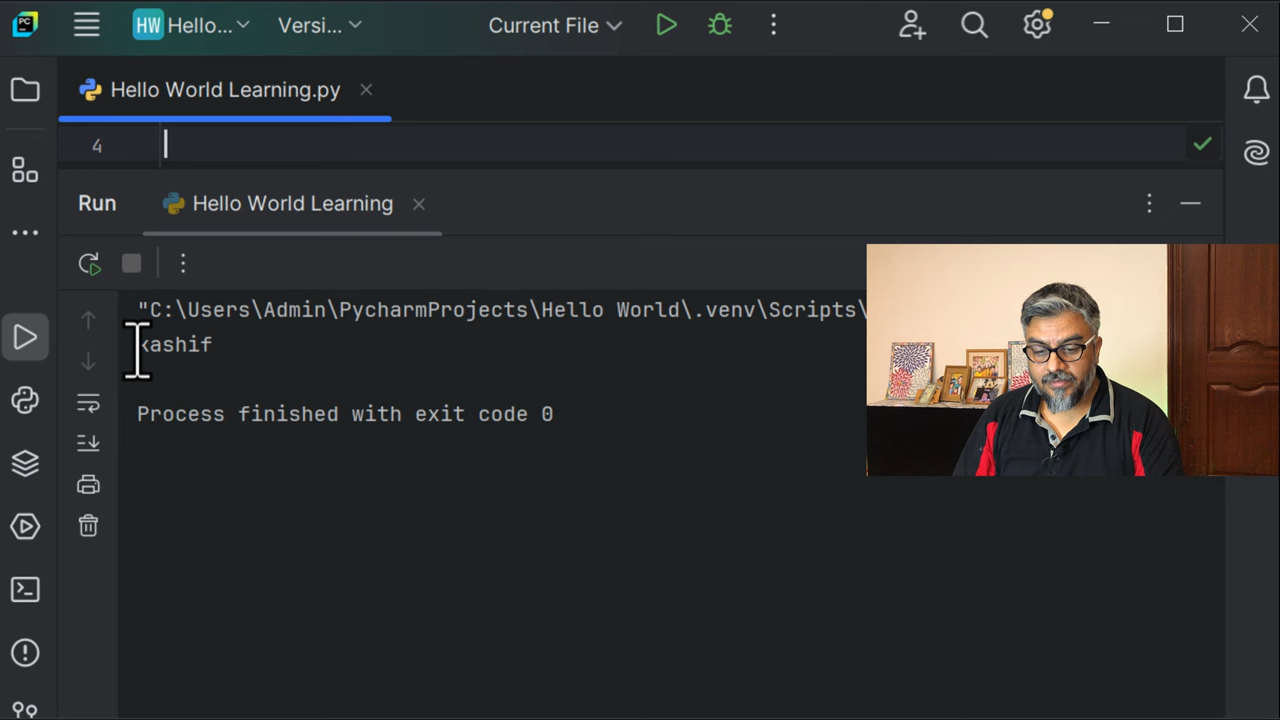 PC HW Hello... Versi... Current File
Hello World Learning.py
4
Run Hello World Learning
"C:\Users\Admin\PycharmProjects\Hello World\.venv\Scripts\
kashif
Process finished with exit code 0